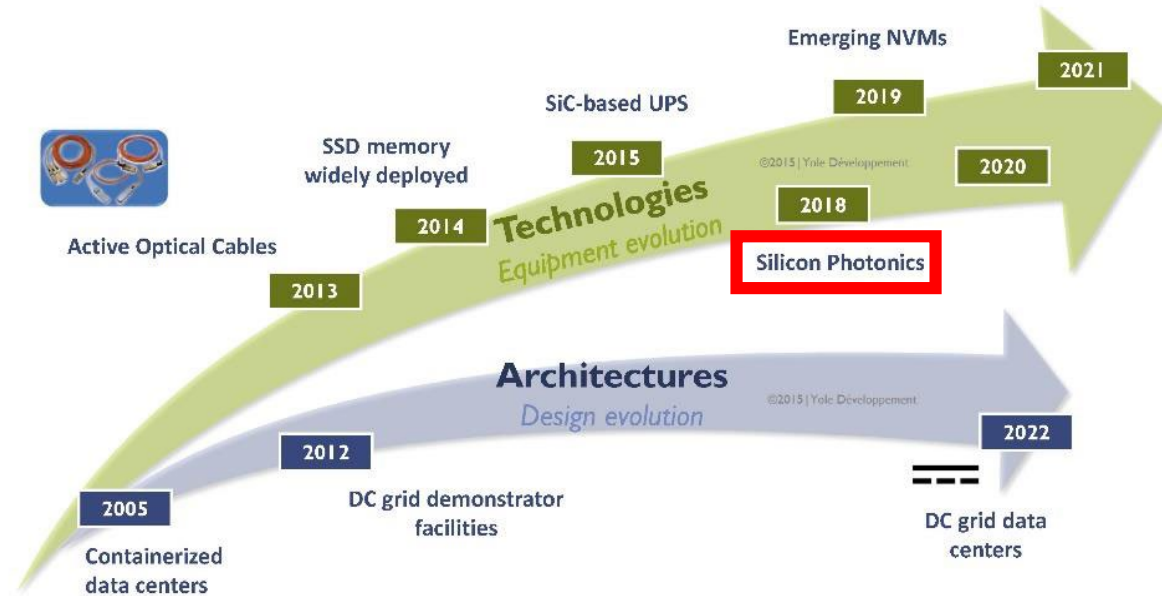 Emerging NVMs
2021
2019
SiC-based UPS
SSD memory
widely deployed
2015
©2015 | Yole Développement
2020
2018
2014
Technologies
Equipment evolution
Active Optical Cables
Silicon Photonics
2013
Architectures
Design evolution
©2015 | Yole Développement
2012
2022
2005
DC grid demonstrator
facilities
DC grid data
centers
Containerized
data centers